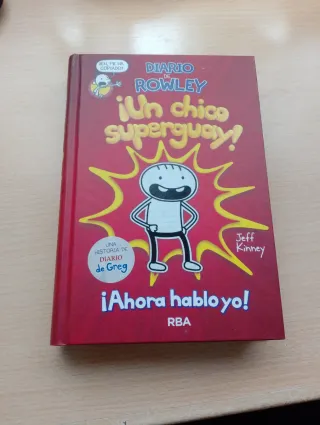 DIARIO
de
ROWLEY
¡Un chico
superguay!
Jeff
Kinney
UNA
HISTORIA DE
DIARIO
de Greg
¡Ahora hablo yo!
RBA